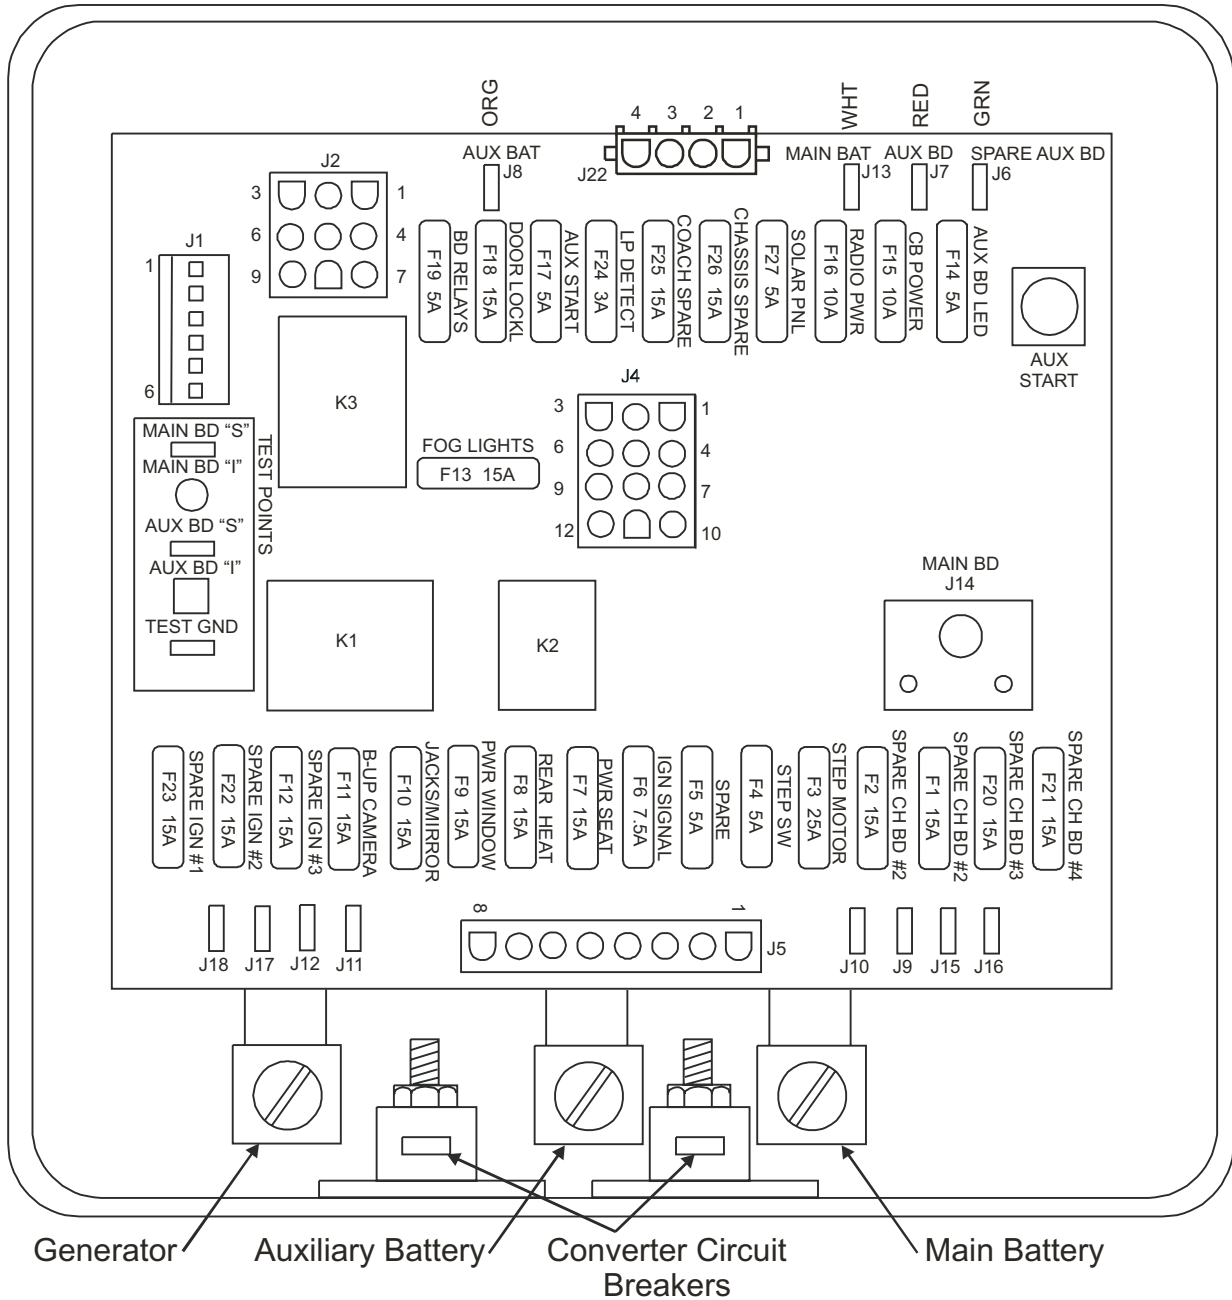 ORG
WHT
RED
GRN
4 3 2 1
J22
AUX BAT
J8
MAIN BAT
J13
AUX BD
J7
SPARE AUX BD
J6
J2
3 1
6 4
9 7
J1
1
6
F19 5A
BD RELAYS
F18 15A
DOOR LOCKL
F17 5A
AUX START
F24 3A
LP DETECT
F25 15A
COACH SPARE
F26 15A
CHASSIS SPARE
F27 5A
SOLAR PNL
F16 10A
RADIO PWR
F15 10A
CB POWER
F14 5A
AUX BD LED
AUX
START
K3
J4
3 1
6 4
9 7
12 10
FOG LIGHTS
F13 15A
MAIN BD “S”
MAIN BD “I”
AUX BD “S”
AUX BD “I”
TEST GND
TEST POINTS
K1
K2
MAIN BD
J14
F23 15A
SPARE IGN #1
F22 15A
SPARE IGN #2
F12 15A
SPARE IGN #3
F11 15A
B-UP CAMERA
F10 15A
JACKS/MIRROR
F9 15A
PWR WINDOW
F8 15A
REAR HEAT
F7 15A
PWR SEAT
F6 7.5A
IGN SIGNAL
F5 5A
SPARE
F4 5A
STEP SW
F3 25A
STEP MOTOR
F2 15A
SPARE CH BD #2
F1 15A
SPARE CH BD #2
F20 15A
SPARE CH BD #3
F21 15A
SPARE CH BD #4
J18
J17
J12
J11
8 1
J5
J10
J9
J15
J16
Generator
Auxiliary Battery
Converter Circuit
Breakers
Main Battery